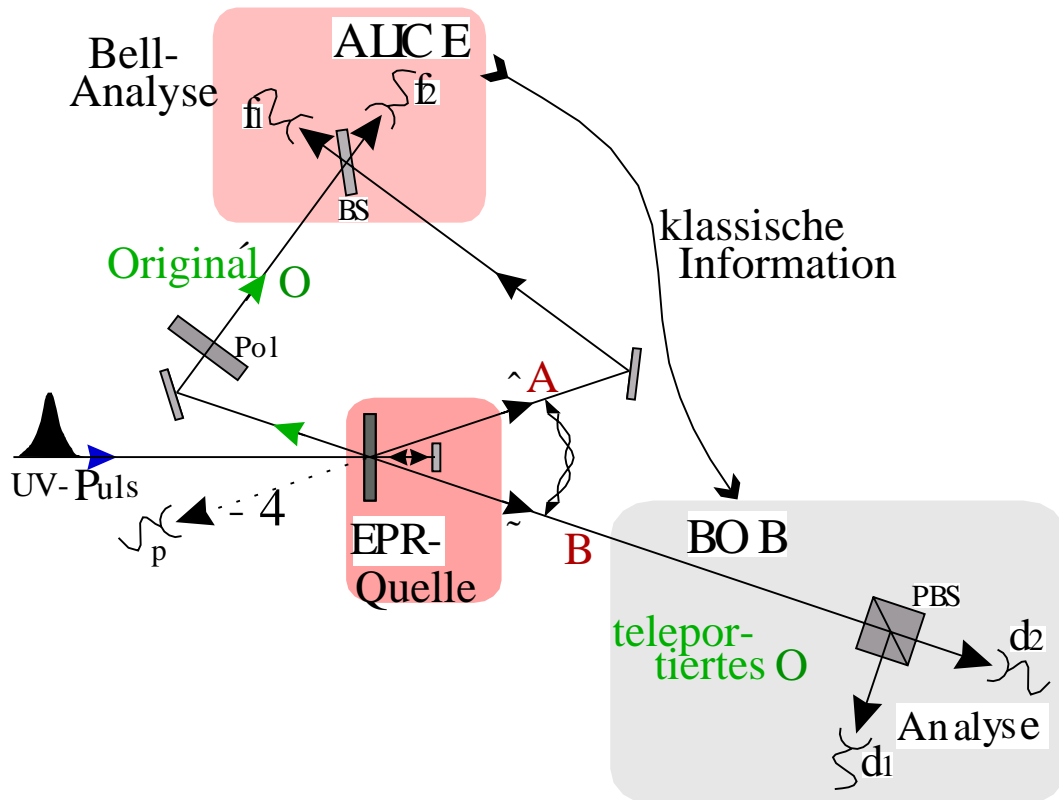 ALICE
Bell-
Analyse
f1
f2
BS
klassische
Information
Original
O
Pol
A
UV-Puls
- 4
p
EPR-
Quelle
B
BOB
PBS
telepor-
tiertes O
d2
Analyse
d1